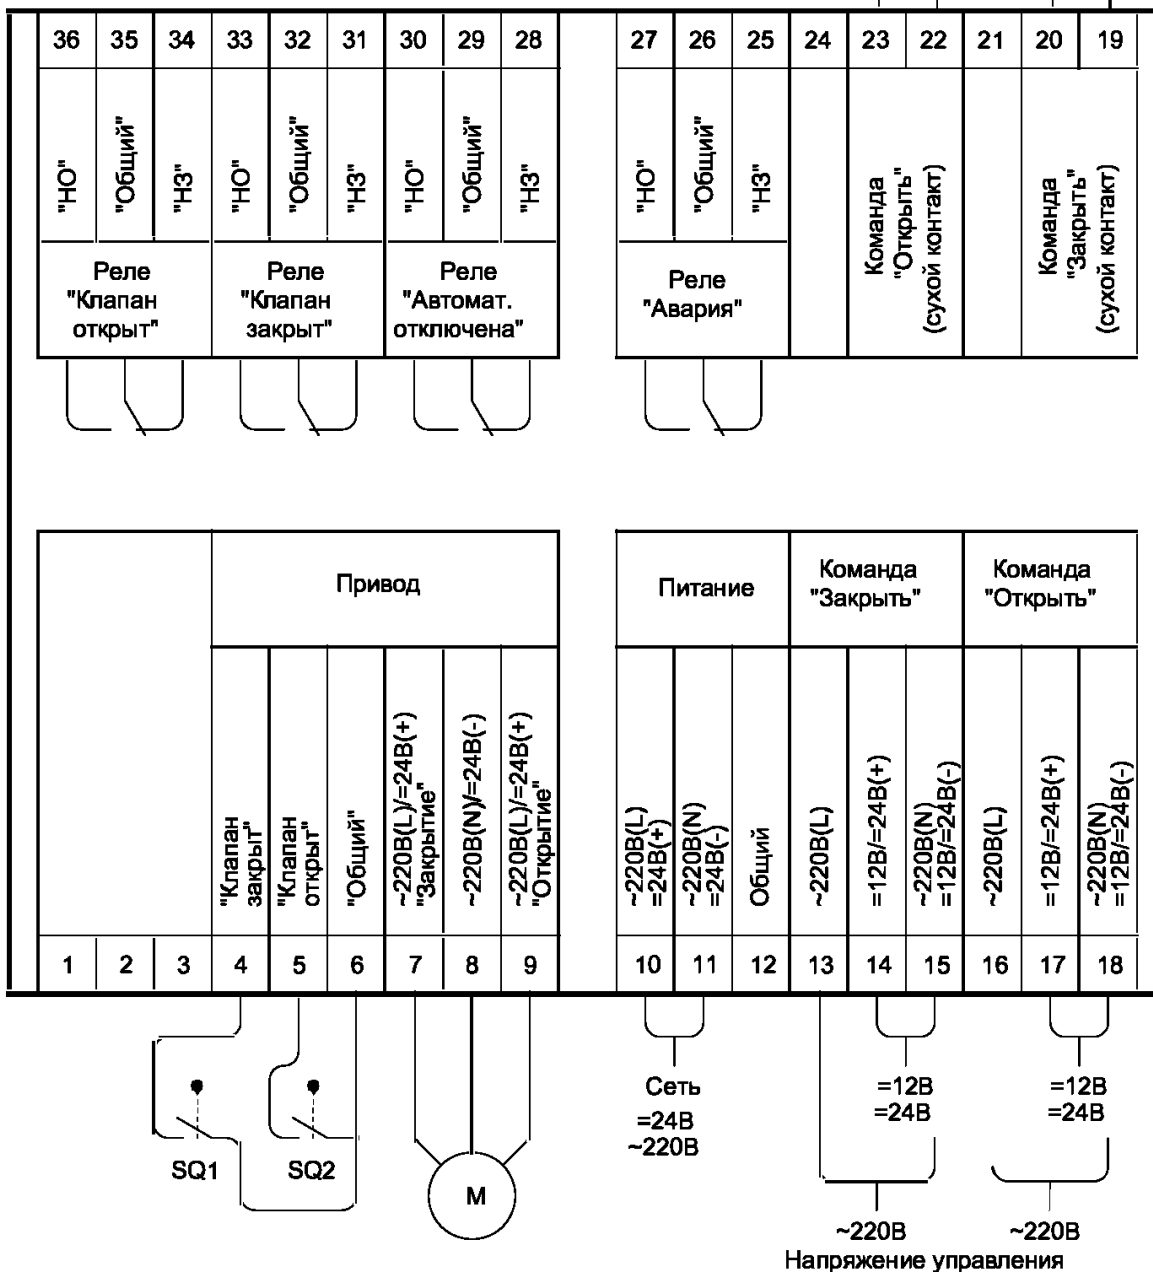 36 35 34 33 32 31 30 29 28 27 26 25 24 23 22 21 20 19
"НО"
"Общий"
"НЗ"
"НО"
"Общий"
"НЗ"
"НО"
"Общий"
"НЗ"
"НО"
"Общий"
"НЗ"
Команда
"Открыть"
(сухой контакт)
Команда
"Закрыть"
(сухой контакт)
Реле
"Клапан
открыт"
Реле
"Клапан
закрыт"
Реле
"Автомат.
отключена"
Реле
"Авария"
Привод
Питание
Команда
"Закрыть"
Команда
"Открыть"
"Клапан
закрыт"
"Клапан
открыт"
"Общий"
~220В(L)/=24В(+)
"Закрытие"
~220В(N)/=24В(-)
~220В(L)/=24В(+)
"Открытие"
~220В(L)
=24В(+)
~220В(N)
=24В(-)
Общий
~220В(L)
=12В/=24В(+)
~220В(N)
=12В/=24В(-)
~220В(L)
=12В/=24В(+)
~220В(N)
=12В/=24В(-)
1 2 3 4 5 6 7 8 9 10 11 12 13 14 15 16 17 18
SQ1
SQ2
М
Сеть
=24В
~220В
=12В
=24В
=12В
=24В
~220В
~220В
Напряжение управления